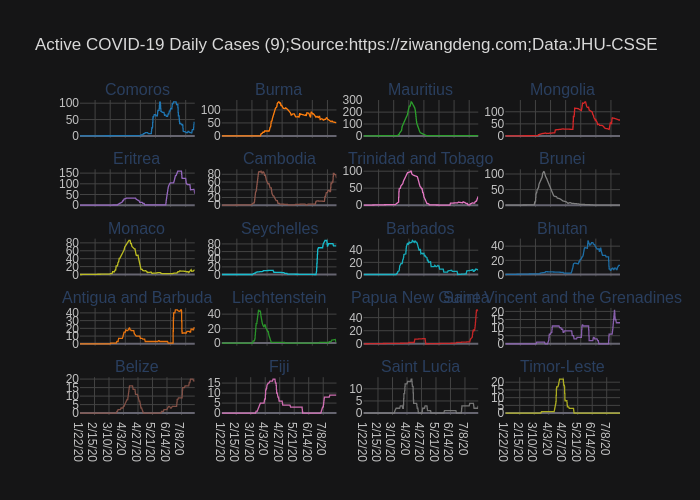 Active COVID-19 Daily Cases (9);Source:https://ziwangdeng.com;Data:JHU-CSSE
Comoros Burma Mauritius Mongolia
100 50 0
100 50 0
300 200 100 0
100 50 0
Eritrea Cambodia Trinidad and Tobago Brunei
150 100 50 0
80 60 40 20 0
100 50 0
100 50 0
Monaco Seychelles Barbados Bhutan
80 60 40 20 0
80 60 40 20 0
40 20 0
40 20 0
Antigua and Barbuda Liechtenstein Papua New Guinea Saint Vincent and the Grenadines
40 30 20 10 0
40 20 0
40 20 0
20 15 10 5 0
Belize Fiji Saint Lucia Timor-Leste
20 15 10 5 0
15 10 5 0
10 5 0
20 15 10 5 0
1/22/20 2/15/20 3/10/20 4/3/20 4/27/20 5/21/20 6/14/20 7/8/20
1/22/20 2/15/20 3/10/20 4/3/20 4/27/20 5/21/20 6/14/20 7/8/20
1/22/20 2/15/20 3/10/20 4/3/20 4/27/20 5/21/20 6/14/20 7/8/20
1/22/20 2/15/20 3/10/20 4/3/20 4/27/20 5/21/20 6/14/20 7/8/20